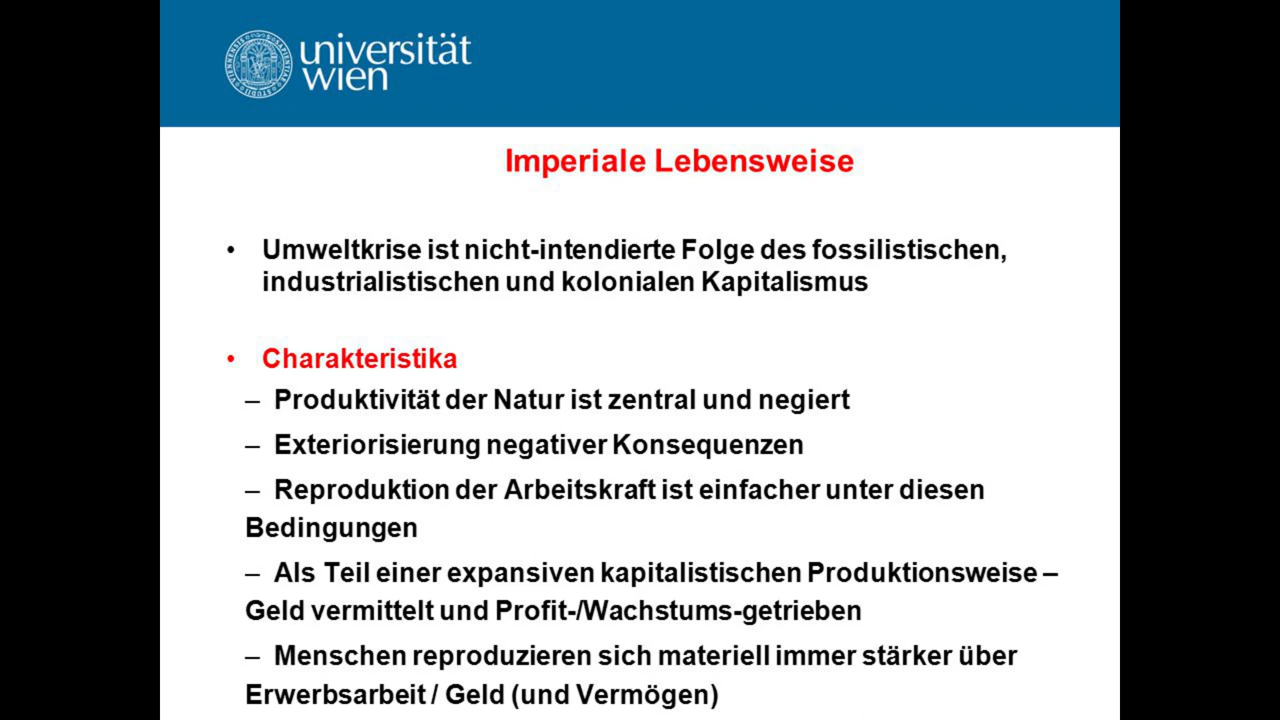 universität
wien
Imperiale Lebensweise
• Umweltkrise ist nicht-intendierte Folge des fossilistischen,
industrialistischen und kolonialen Kapitalismus
• Charakteristika
– Produktivität der Natur ist zentral und negiert
– Exteriorisierung negativer Konsequenzen
– Reproduktion der Arbeitskraft ist einfacher unter diesen
Bedingungen
– Als Teil einer expansiven kapitalistischen Produktionsweise –
Geld vermittelt und Profit-/Wachstums-getrieben
– Menschen reproduzieren sich materiell immer stärker über
Erwerbsarbeit / Geld (und Vermögen)